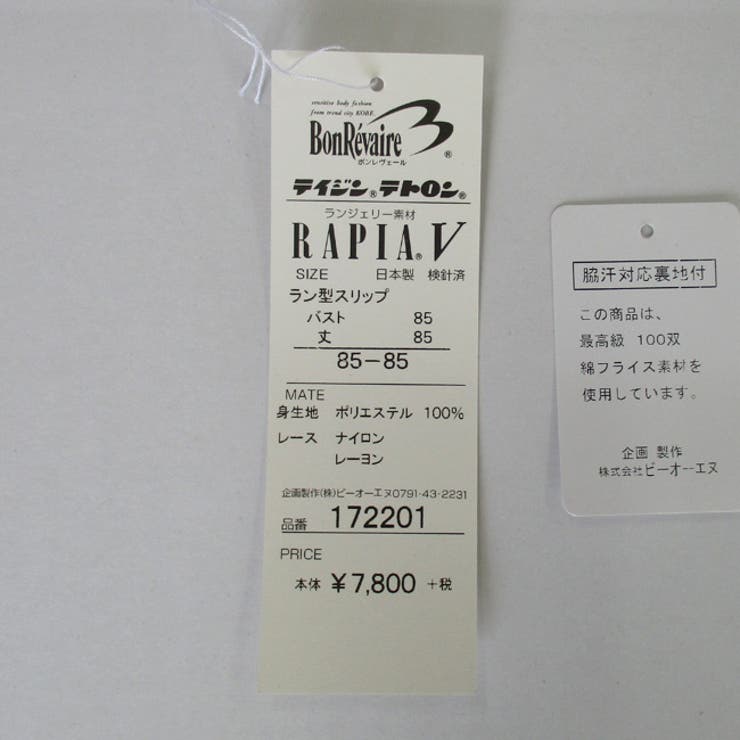 sensitive body fashion
from trend city KOBE.
BonRévaire
®
ボンレヴェール
テイジン®テトロン®
ランジェリー素材
RAPIA® V
SIZE 日本製 検針済
ラン型スリップ
バスト 85
丈 85
85-85
MATE
身生地 ポリエステル 100%
レース ナイロン
レーヨン
企画製作(株)ビーオーエヌ0791-43-2231
品番 172201
PRICE
本体 ¥7,800 +税
脇汗対応裏地付
この商品は、
最高級 100双
綿フライス素材を
使用しています。
企画 製作
株式会社ビーオーエヌ